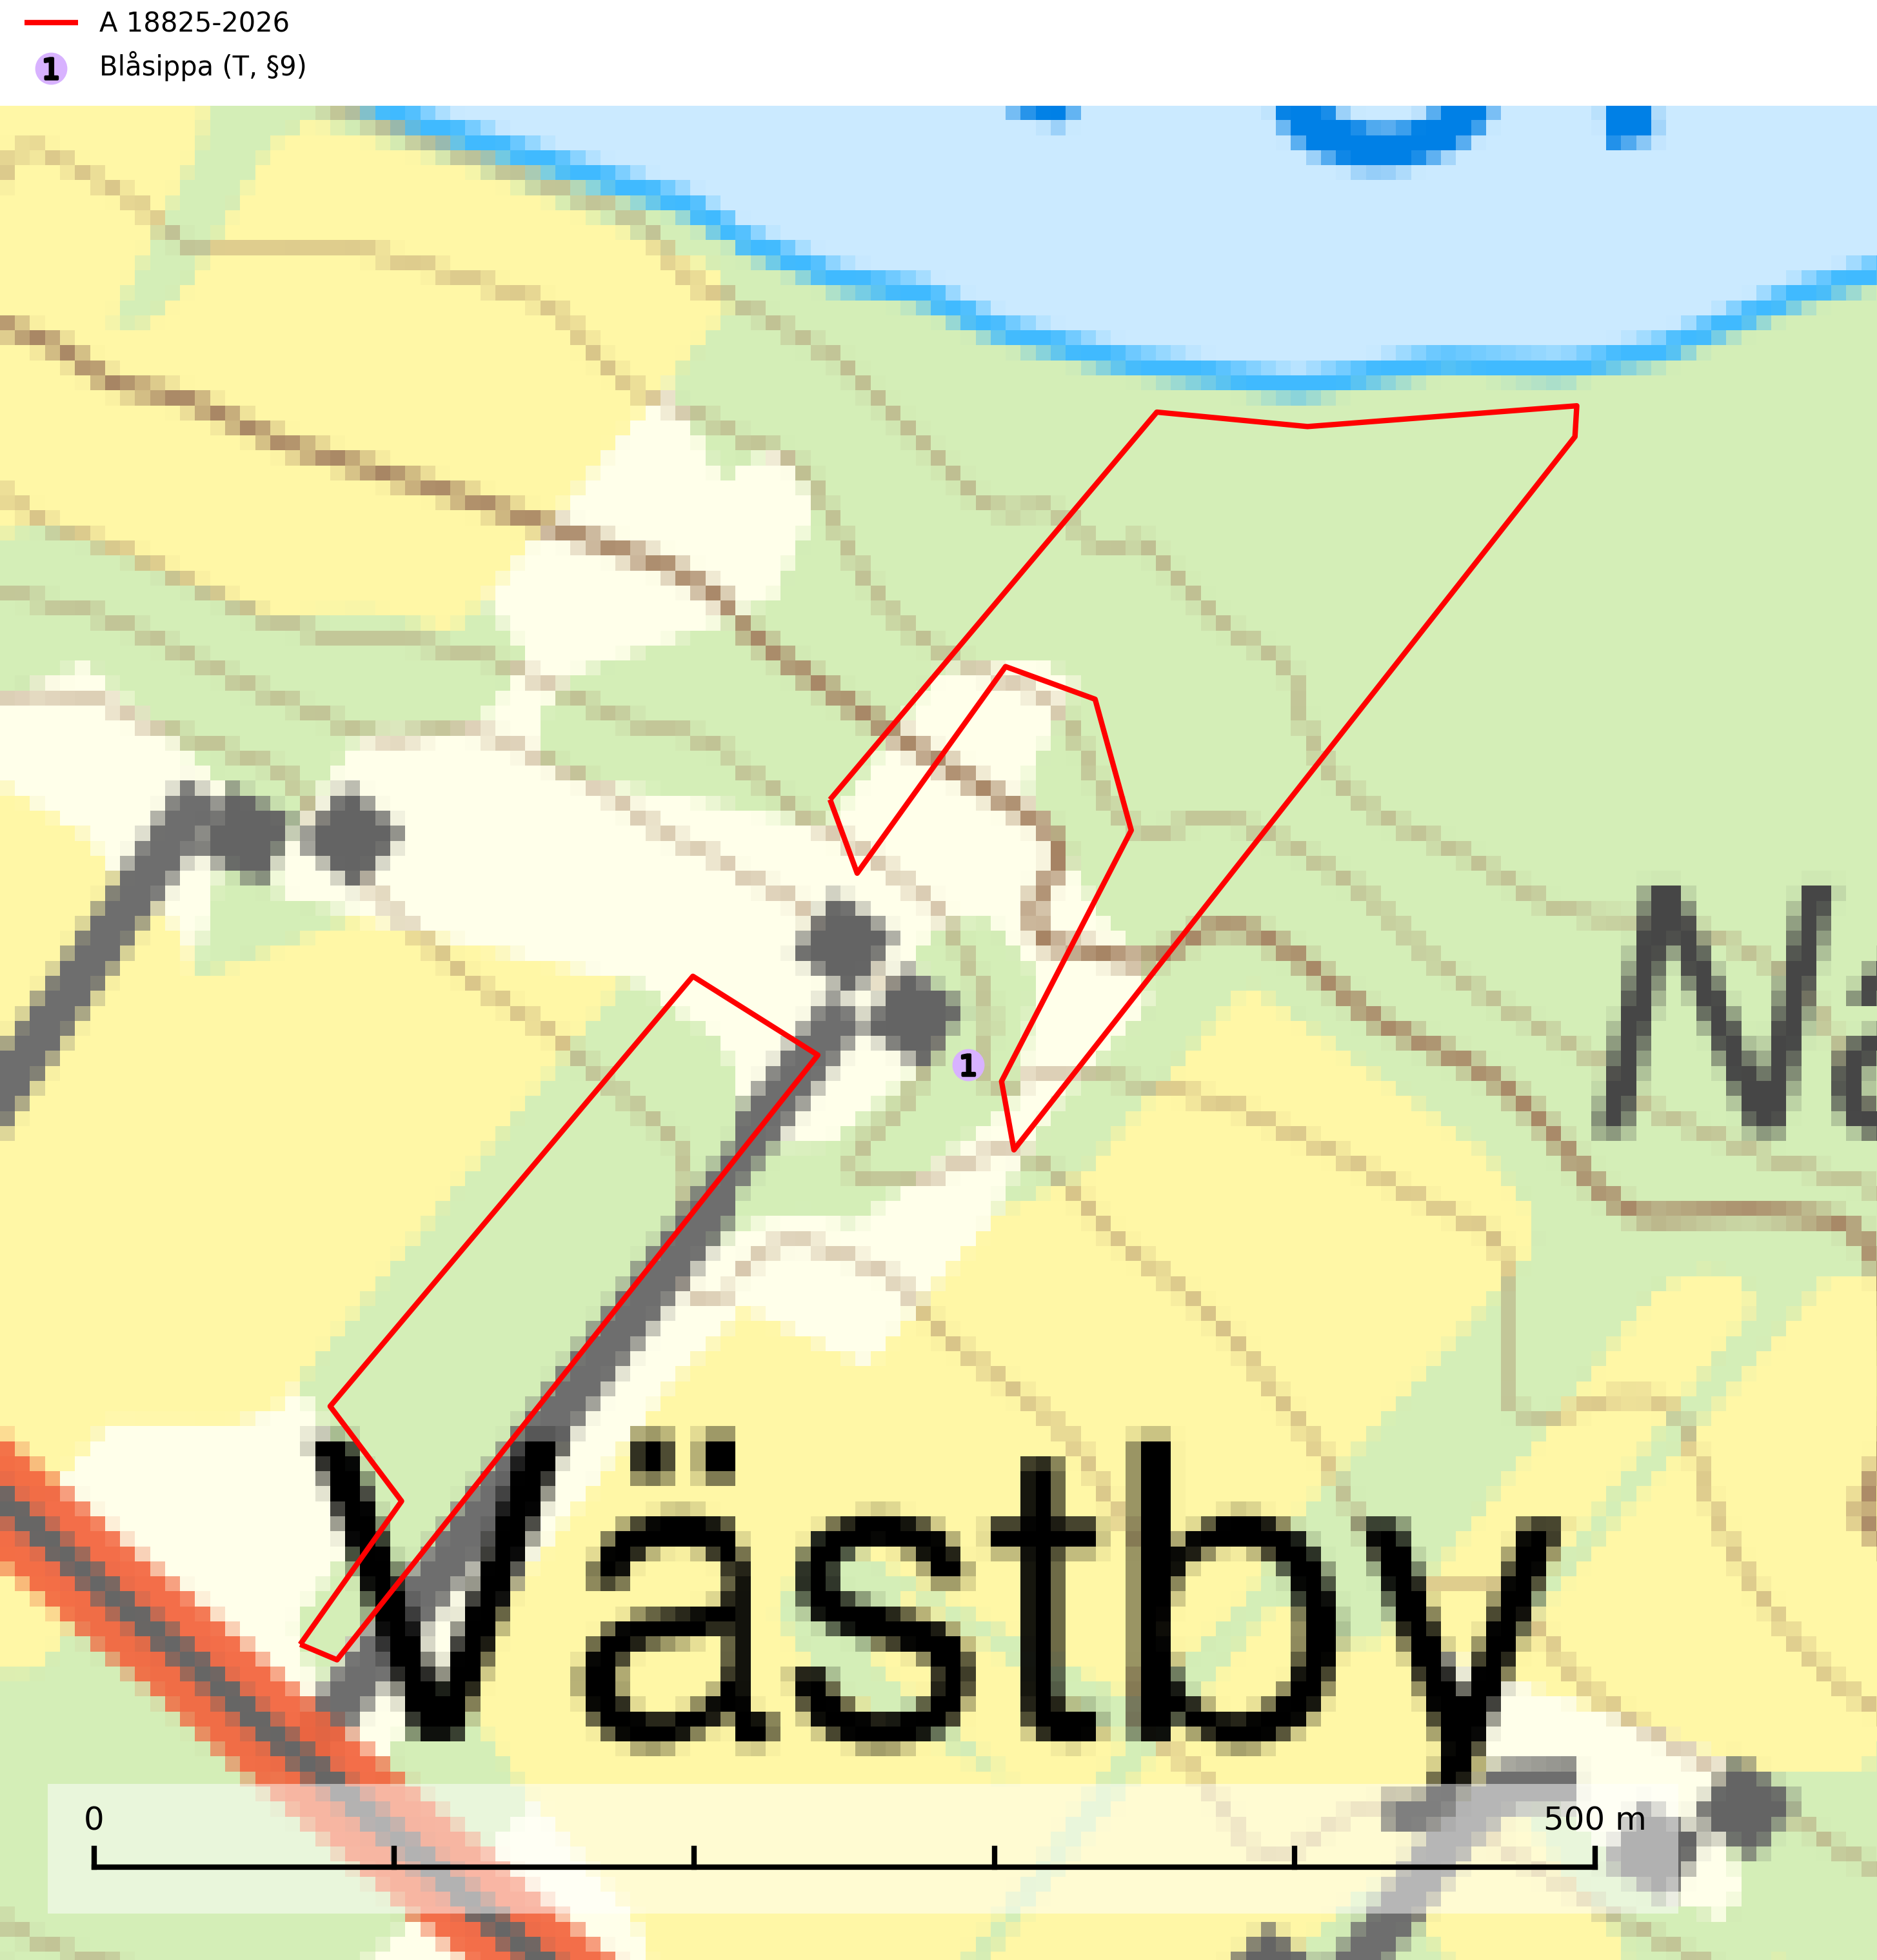 A 18825-2026
1 Blåsippa (T, §9)
1
Västby
0 500 m